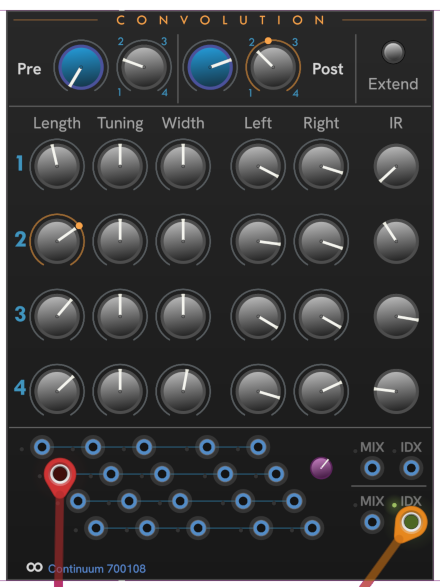 CONVOLUTION
2 3 2 3
Pre Post
1 4 1 4
Extend
Length Tuning Width Left Right IR
1
2
3
4
MIX IDX
MIX IDX
∞ Continuum 700108